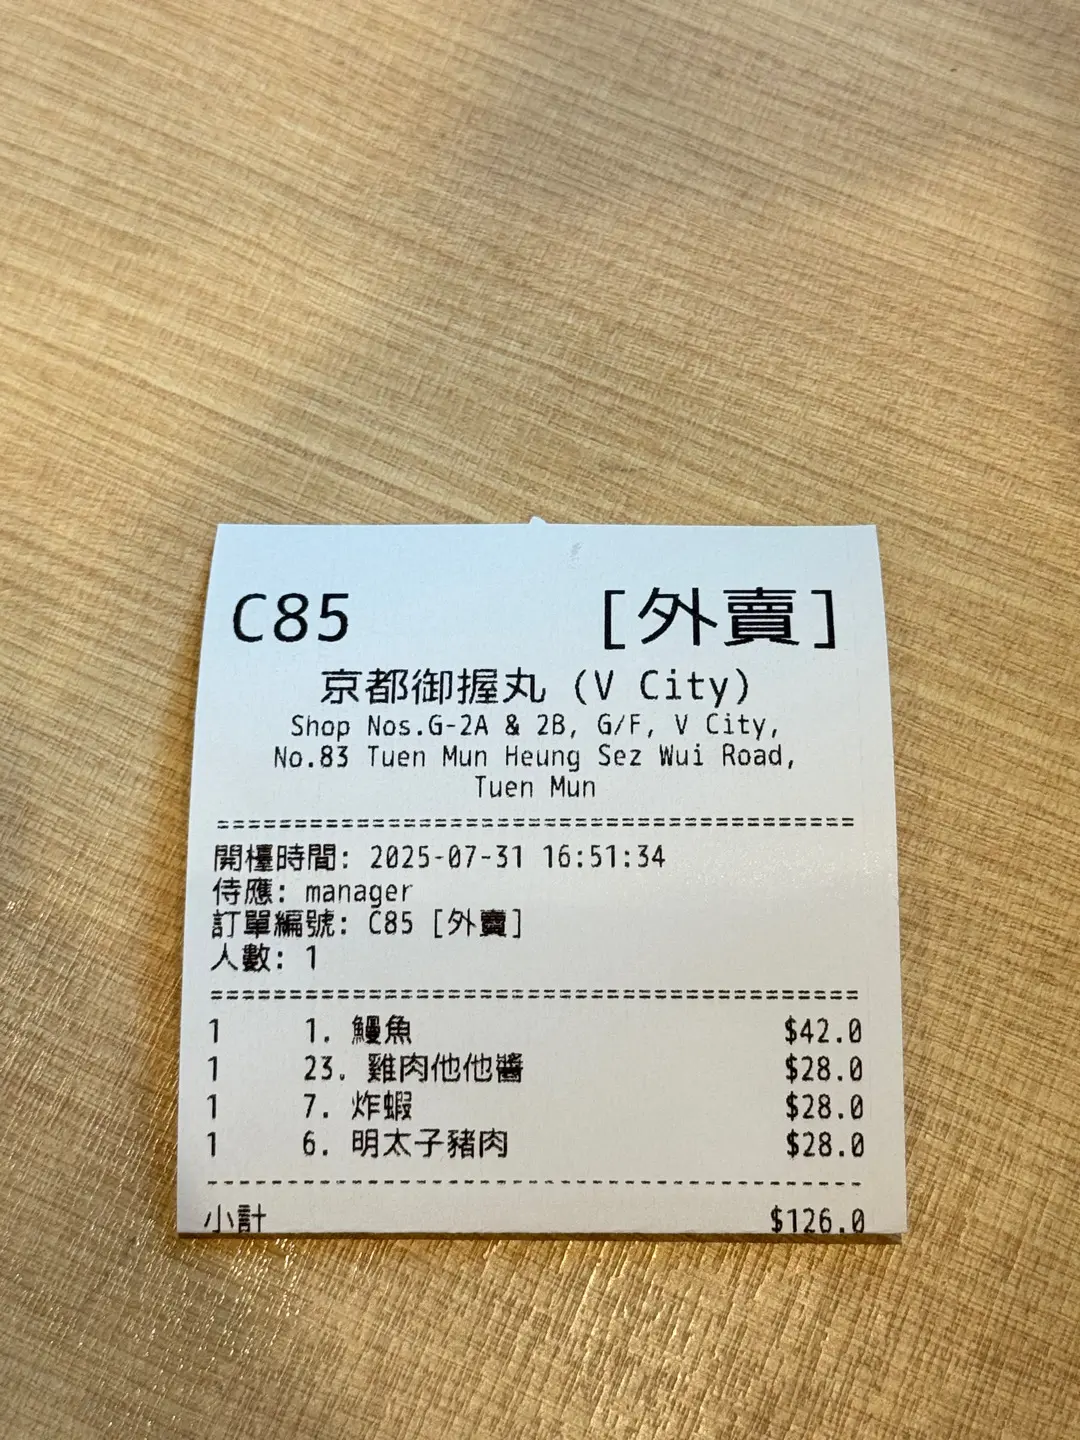 C85 [外賣]
京都御握丸 (V City)
Shop Nos.G-2A & 2B, G/F, V City,
No.83 Tuen Mun Heung Sez Wui Road,
Tuen Mun
========================================
開檯時間: 2025-07-31 16:51:34
侍應: manager
訂單編號: C85 [外賣]
人數: 1
========================================
1 1. 鰻魚 $42.0
1 23. 雞肉他他醬 $28.0
1 7. 炸蝦 $28.0
1 6. 明太子豬肉 $28.0
----------------------------------------
小計 $126.0